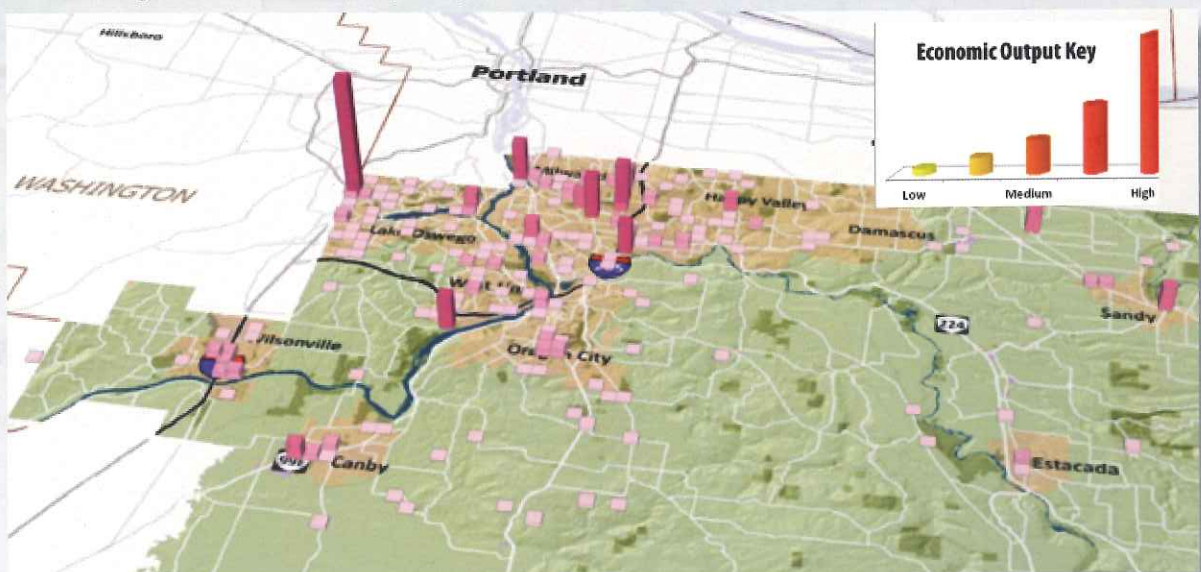 Hillsboro
Portland
Economic Output Key
Low
Medium
High
WASHINGTON
Happy Valley
Damascus
Lake Oswego
Sandy
224
Wilsonville
Oregon City
Canby
Estacada